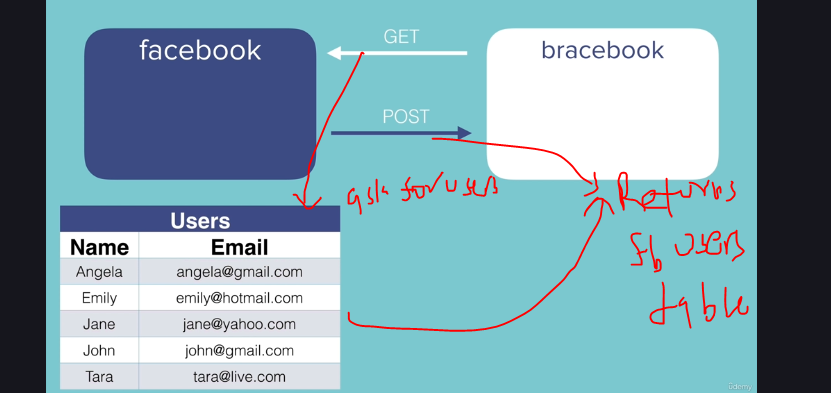 facebook
GET
bracebook
POST
ask for users
Returns
fb users
table
Users
Name Email
Angela angela@gmail.com
Emily emily@hotmail.com
Jane jane@yahoo.com
John john@gmail.com
Tara tara@live.com
ûdemy